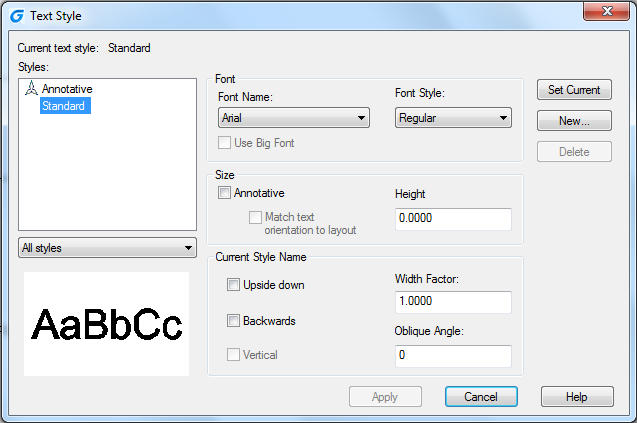 Text Style
Current text style: Standard
Styles:
Annotative
Standard
All styles
AaBbCc
Font
Font Name:
Font Style:
Arial
Regular
Use Big Font
Size
Annotative
Height
Match text
orientation to layout
0.0000
Current Style Name
Upside down
Width Factor:
1.0000
Backwards
Oblique Angle:
Vertical
0
Set Current
New...
Delete
Apply
Cancel
Help